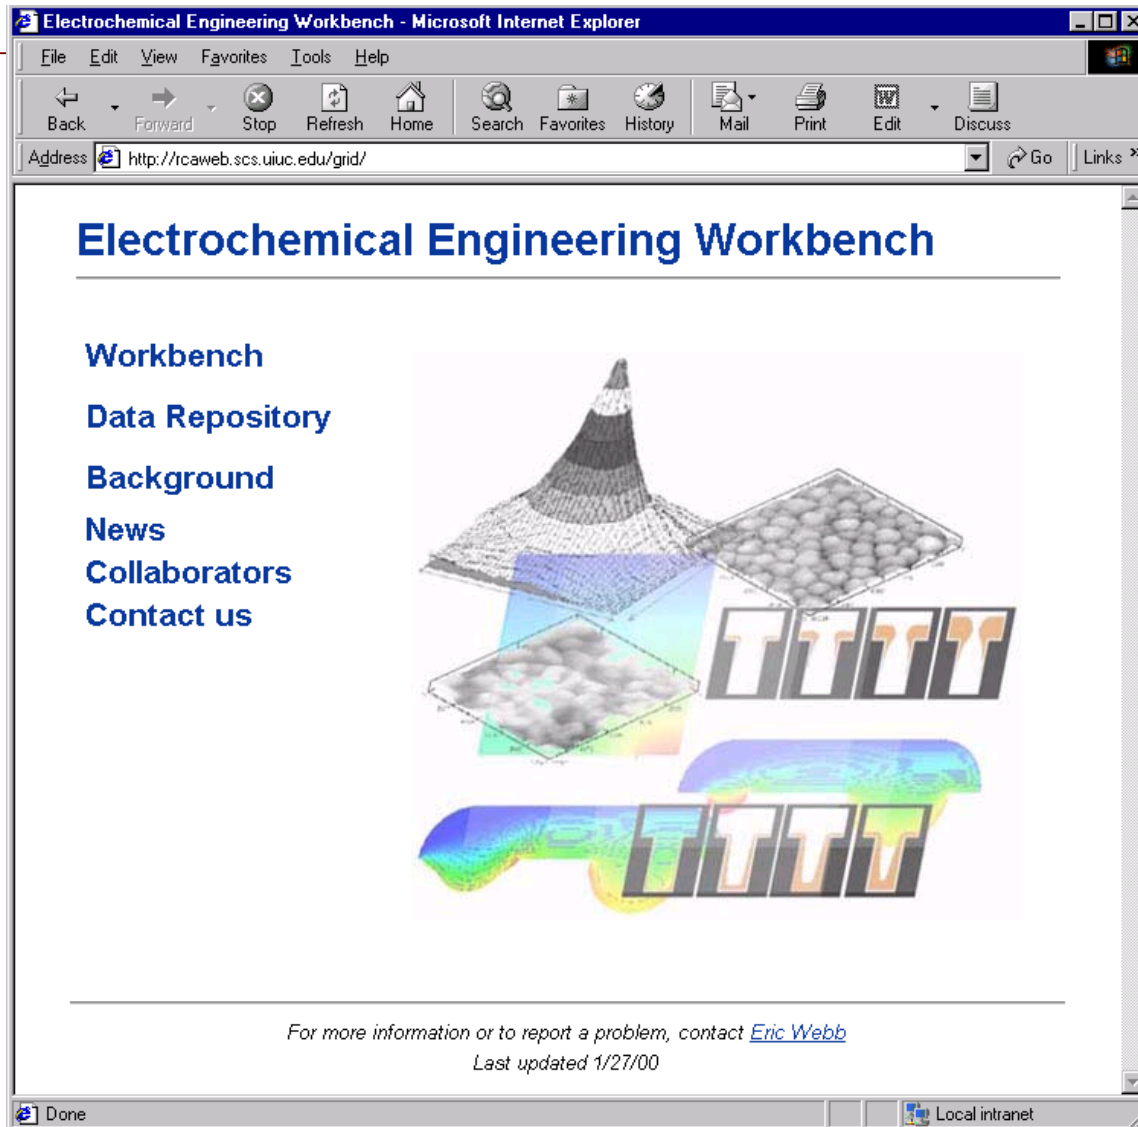 Electrochemical Engineering Workbench - Microsoft Internet Explorer
File Edit View Favorites Tools Help
Back Forward Stop Refresh Home Search Favorites History Mail Print Edit Discuss
Address http://rcaweb.scs.uiuc.edu/grid/ Go Links »
Electrochemical Engineering Workbench
Workbench
Data Repository
Background
News
Collaborators
Contact us
For more information or to report a problem, contact Eric Webb
Last updated 1/27/00
Done Local intranet